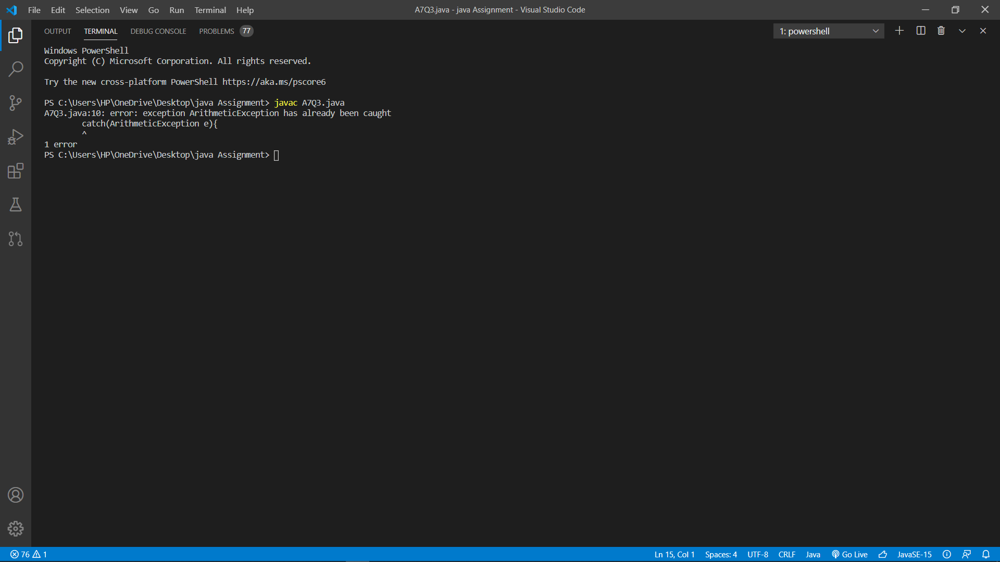 File Edit Selection View Go Run Terminal Help
A7Q3.java - java Assignment - Visual Studio Code
OUTPUT TERMINAL DEBUG CONSOLE PROBLEMS 77
1: powershell
Windows PowerShell
Copyright (C) Microsoft Corporation. All rights reserved.
Try the new cross-platform PowerShell https://aka.ms/pscore6
PS C:\Users\HP\OneDrive\Desktop\java Assignment> javac A7Q3.java
A7Q3.java:10: error: exception ArithmeticException has already been caught
        catch(ArithmeticException e){
        ^
1 error
PS C:\Users\HP\OneDrive\Desktop\java Assignment>
76 1 Ln 15, Col 1 Spaces: 4 UTF-8 CRLF Java Go Live JavaSE-15